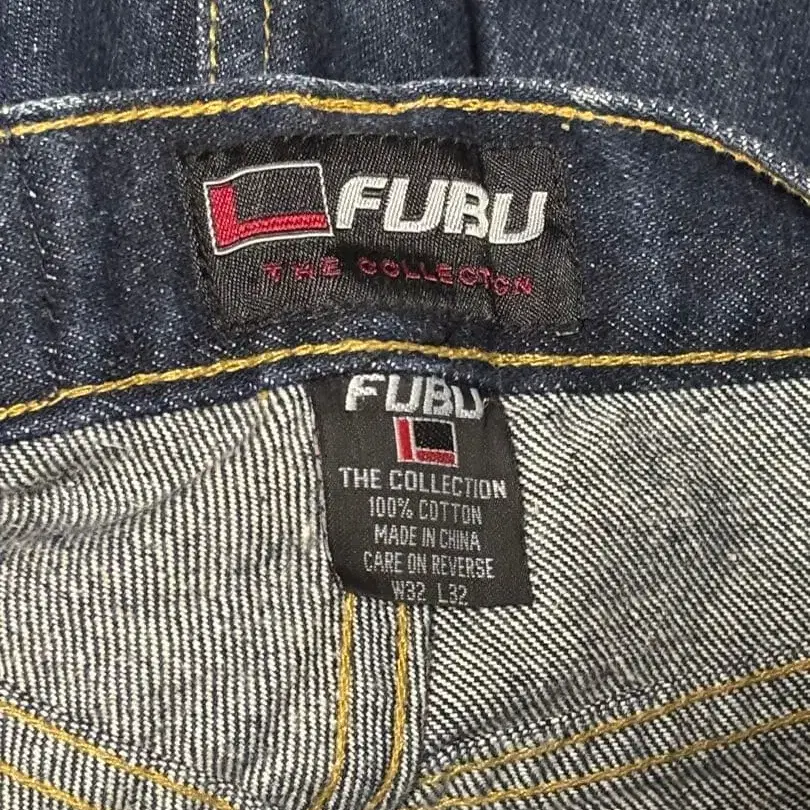 FUBU
THE COLLECTION
FUBU
THE COLLECTION
100% COTTON
MADE IN CHINA
CARE ON REVERSE
W32 L32